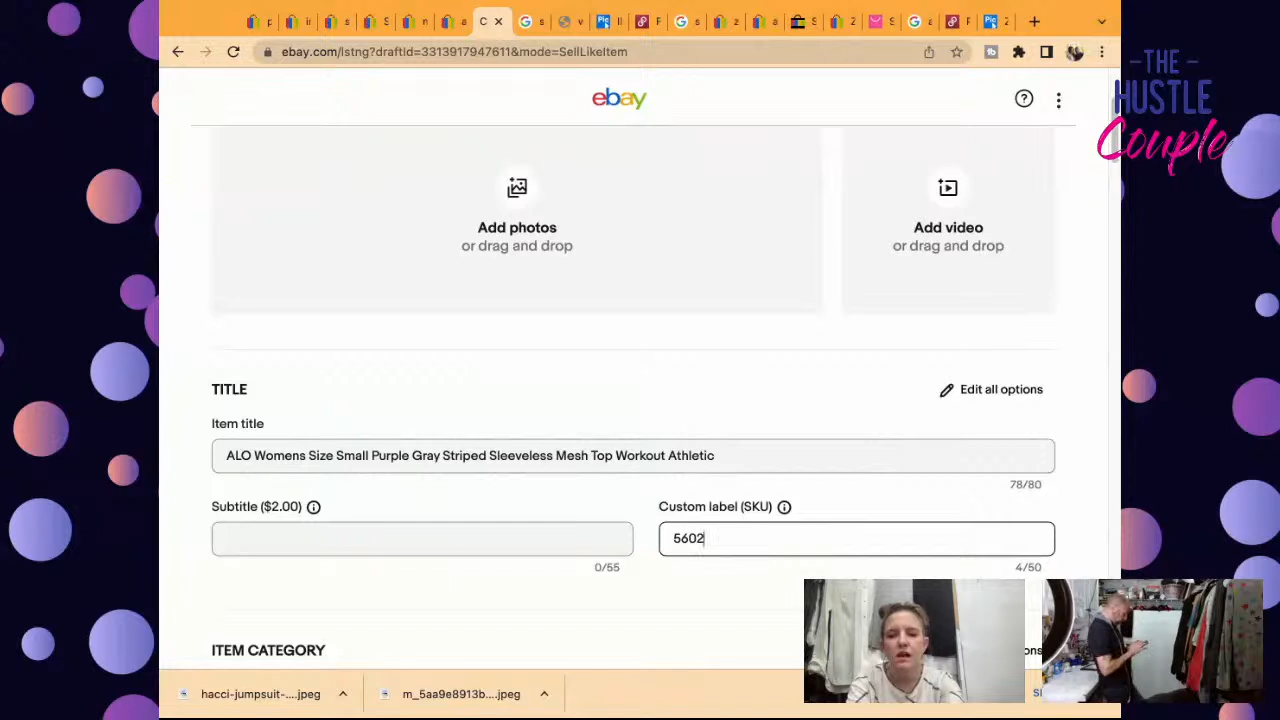 C
ebay.com/lstng?draftId=3313917947611&mode=SellLikeItem
-THE-
HUSTLE
Couple
ebay
Add photos
or drag and drop
Add video
or drag and drop
TITLE
Edit all options
Item title
ALO Womens Size Small Purple Gray Striped Sleeveless Mesh Top Workout Athletic
78/80
Subtitle ($2.00)
Custom label (SKU)
5602
0/55
4/50
ITEM CATEGORY
hacci-jumpsuit-....jpeg
m_5aa9e8913b....jpeg